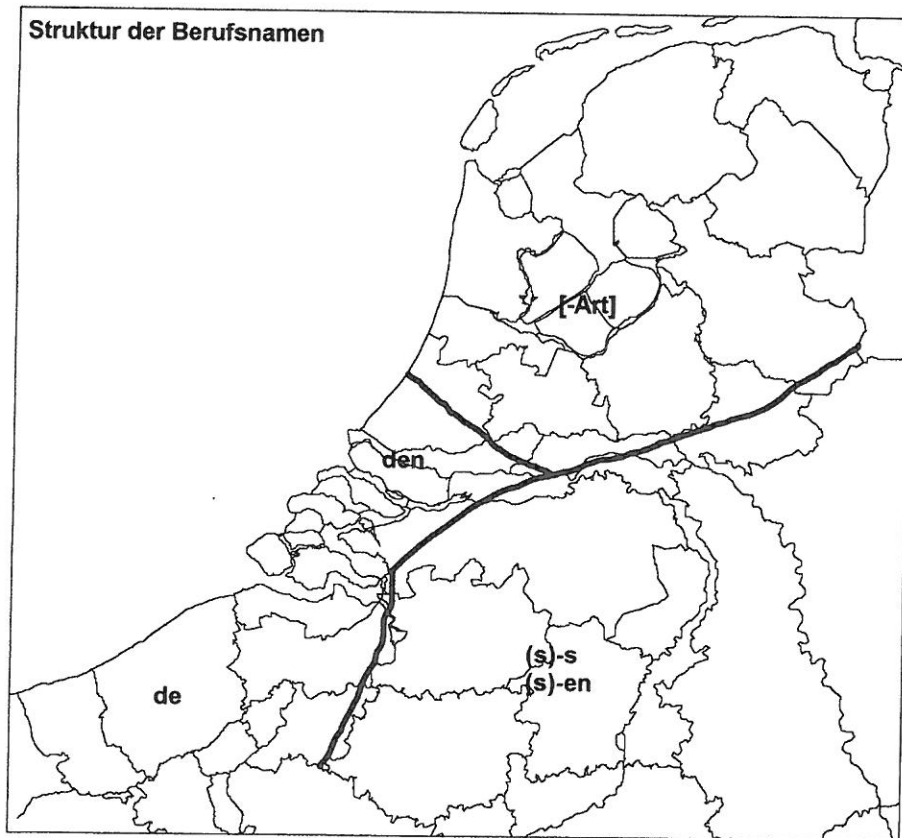 Struktur der Berufsnamen
[-Art]
den
(s)-s
(s)-en
de